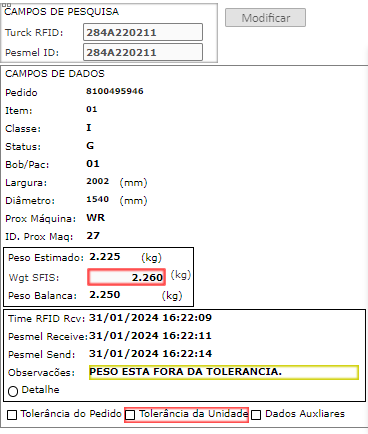 CAMPOS DE PESQUISA
Turck RFID: 284A220211
Pesmel ID: 284A220211
Modificar
CAMPOS DE DADOS
Pedido 8100495946
Item: 01
Classe: I
Status: G
Bob/Pac: 01
Largura: 2002 (mm)
Diâmetro: 1540 (mm)
Prox Máquina: WR
ID. Prox Maq: 27
Peso Estimado: 2.225 (kg)
Wgt SFIS: 2.260 (kg)
Peso Balanca: 2.250 (kg)
Time RFID Rcv: 31/01/2024 16:22:09
Pesmel Receive: 31/01/2024 16:22:11
Pesmel Send: 31/01/2024 16:22:14
Observacões: PESO ESTA FORA DA TOLERANCIA.
Detalhe
Tolerância do Pedido Tolerância da Unidade Dados Auxliares